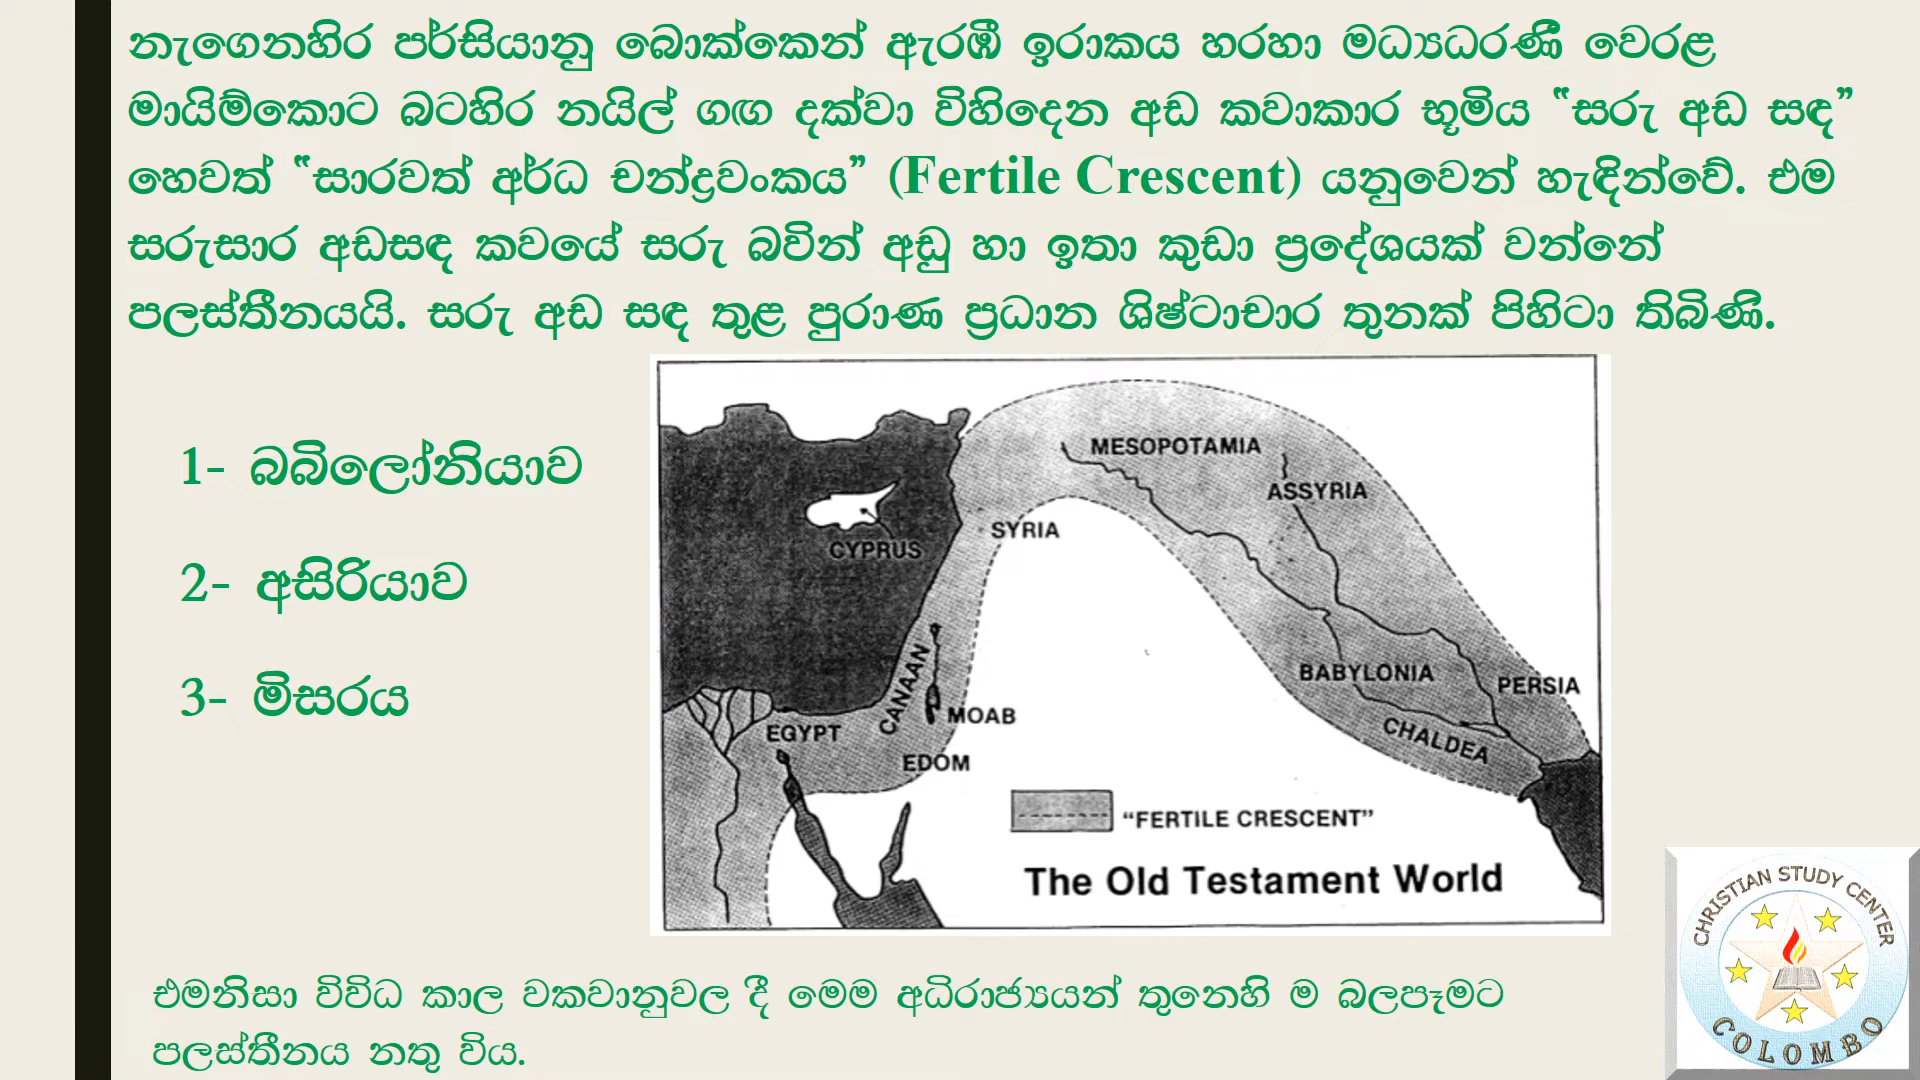 නැගෙනහිර පර්සියානු බොක්කෙන් ඇරඹී ඉරාකය හරහා මධ්‍යධරණී වෙරළ
මායිම්කොට බටහිර නයිල් ගඟ දක්වා විහිදෙන අඩ කවාකාර භූමිය “සරු අඩ සඳ”
හෙවත් “සාරවත් අර්ධ චන්ද්‍රවංකය” (Fertile Crescent) යනුවෙන් හැඳින්වේ. එම
සරුසාර අඩසඳ කවයේ සරු බවින් අඩු හා ඉතා කුඩා ප්‍රදේශයක් වන්නේ
පලස්තීනයයි. සරු අඩ සඳ තුළ පුරාණ ප්‍රධාන ශිෂ්ටාචාර තුනක් පිහිටා තිබිණි.
1- බබිලෝනියාව
2- අසිරියාව
3- මිසරය
MESOPOTAMIA
ASSYRIA
SYRIA
CYPRUS
CANAAN
BABYLONIA
PERSIA
MOAB
EGYPT
CHALDEA
EDOM
“FERTILE CRESCENT”
The Old Testament World
එමනිසා විවිධ කාල වකවානුවල දී මෙම අධිරාජ්‍යයන් තුනෙහි ම බලපෑමට
පලස්තීනය නතු විය.
CHRISTIAN STUDY CENTER
COLOMBO